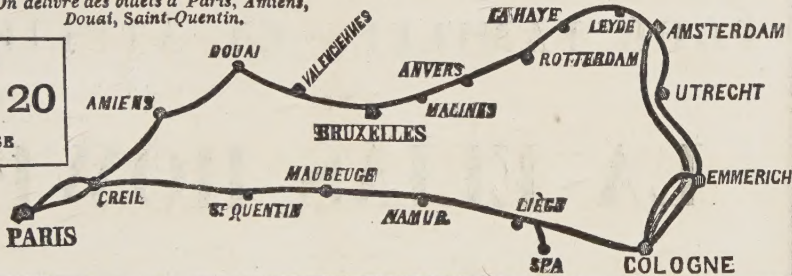 On délivre des billets à Paris, Amiens,
Douai, Saint-Quentin.
20
LA HAYE
LEYDE
AMSTERDAM
DOUAI
VALENCIENNES
ANVERS
ROTTERDAM
AMIENS
MALINES
UTRECHT
BRUXELLES
MAUBEUGE
EMMERICH
CREIL
ST QUENTIN
NAMUR
LIÈGE
PARIS
SPA
COLOGNE